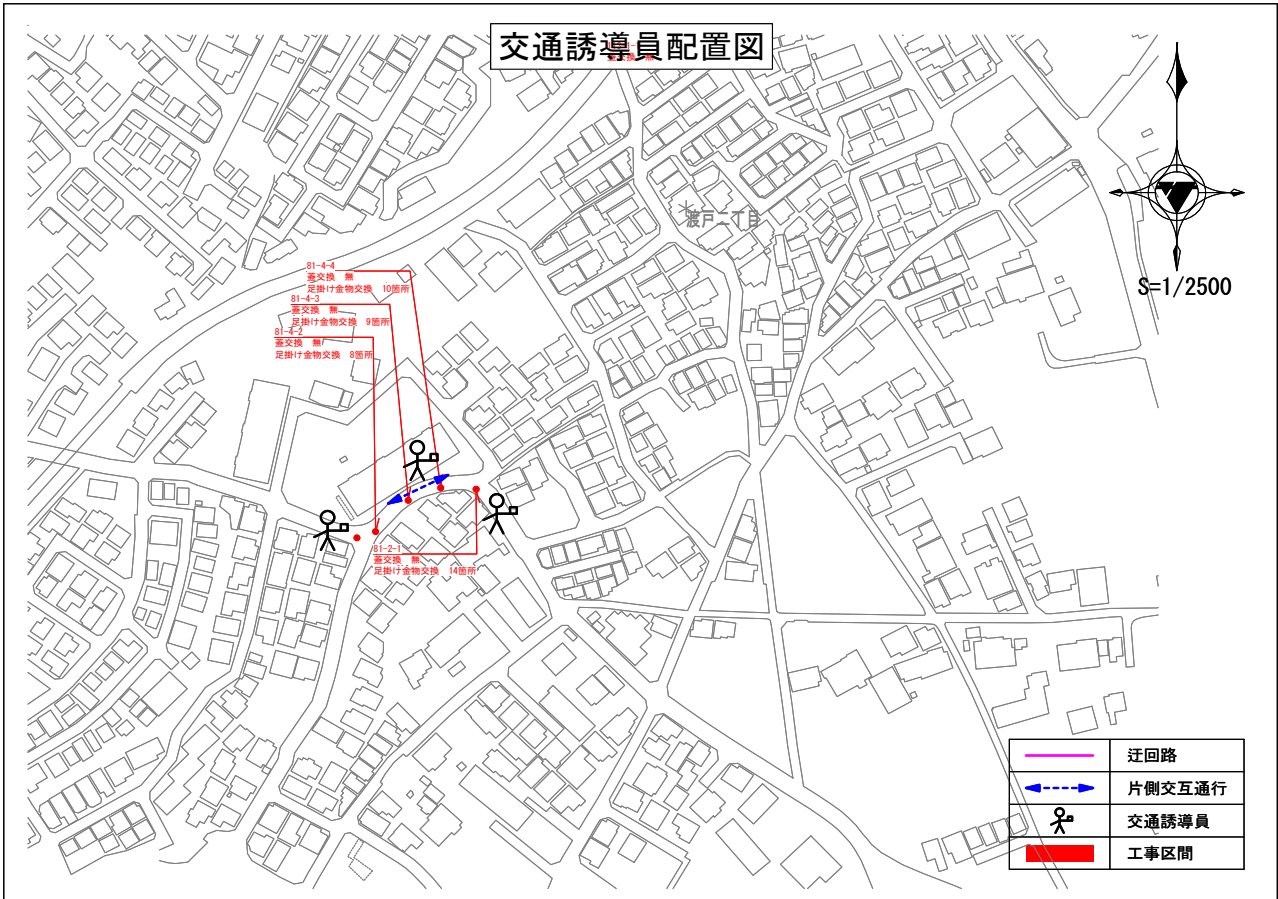 交通誘導員配置図
渡戸二丁目
S=1/2500
81-4-4
蓋交換　無
足掛け金物交換　10箇所
81-4-3
蓋交換　無
足掛け金物交換　9箇所
81-4-2
蓋交換　無
足掛け金物交換　8箇所
81-2-1
蓋交換　無
足掛け金物交換　14箇所
迂回路
片側交互通行
交通誘導員
工事区間